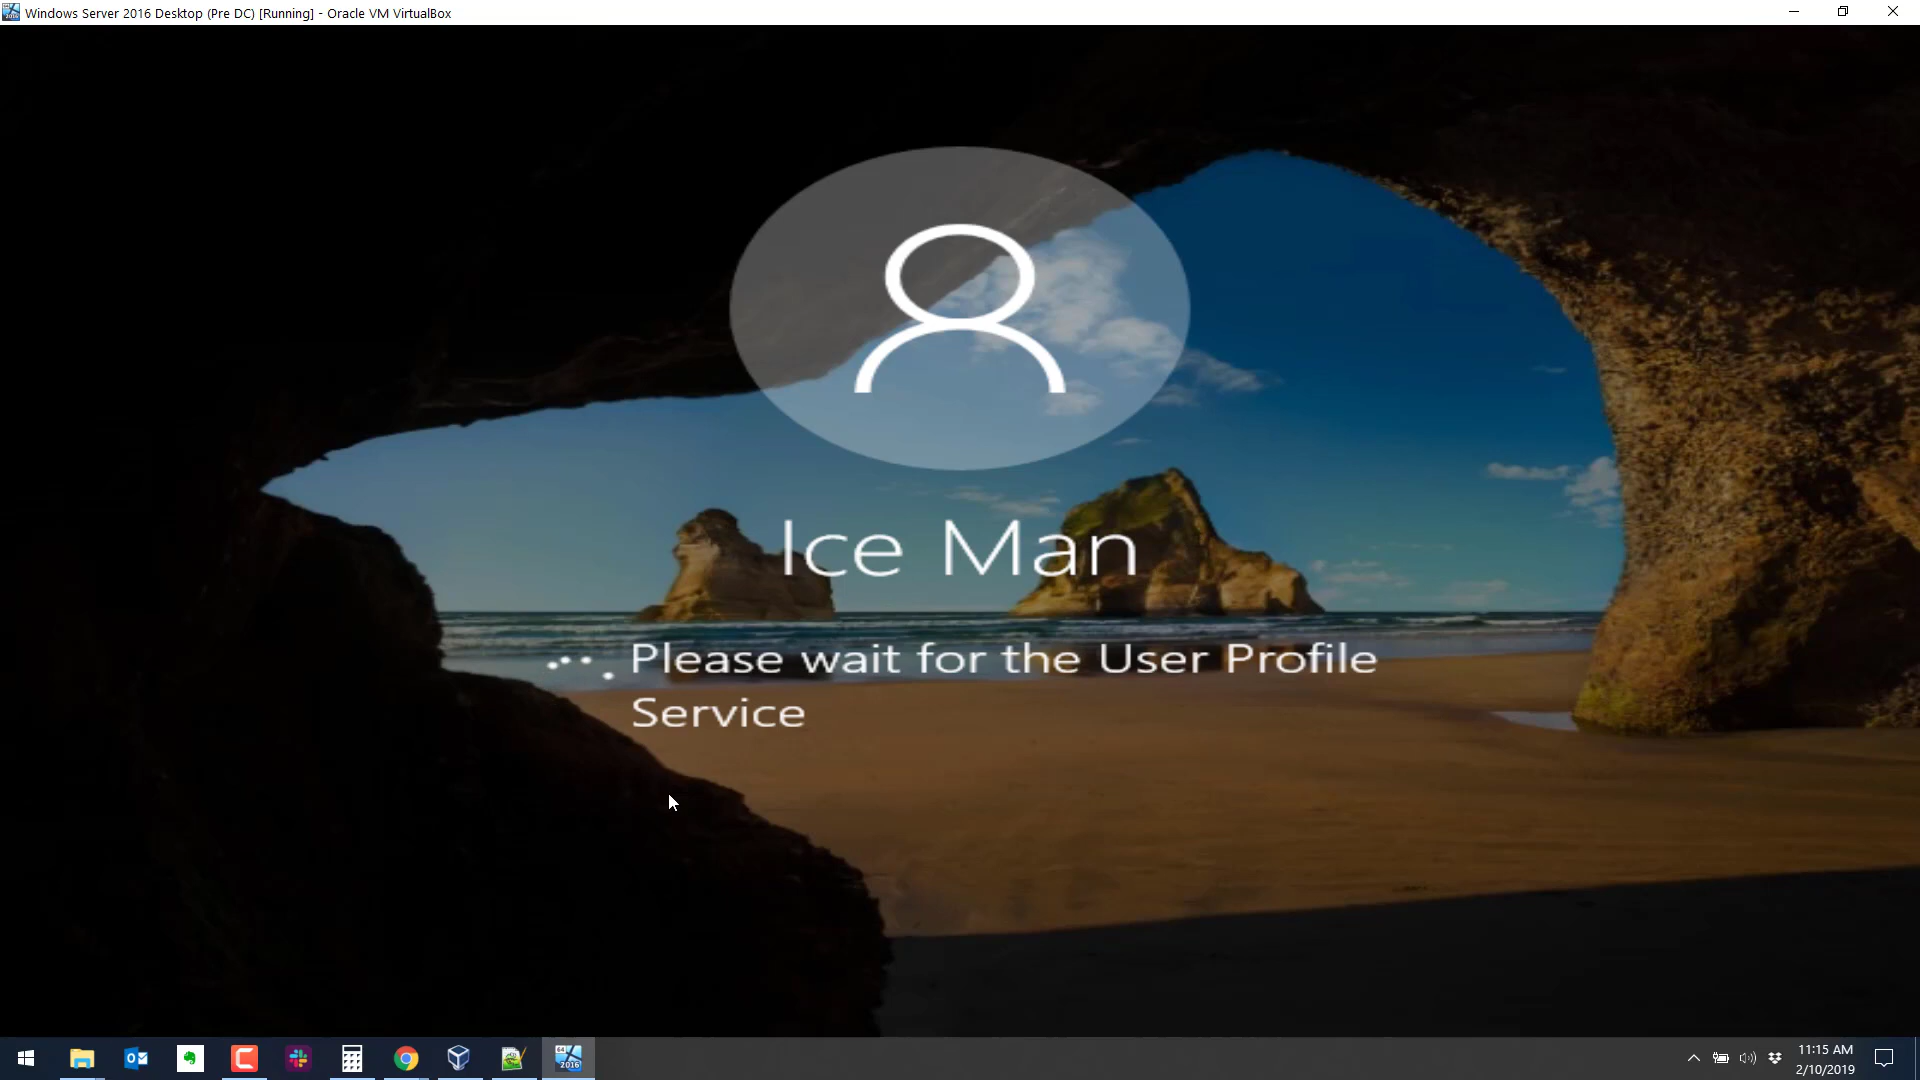 Windows Server 2016 Desktop (Pre DC) [Running] - Oracle VM VirtualBox
Ice Man
Please wait for the User Profile
Service
11:15 AM
2/10/2019